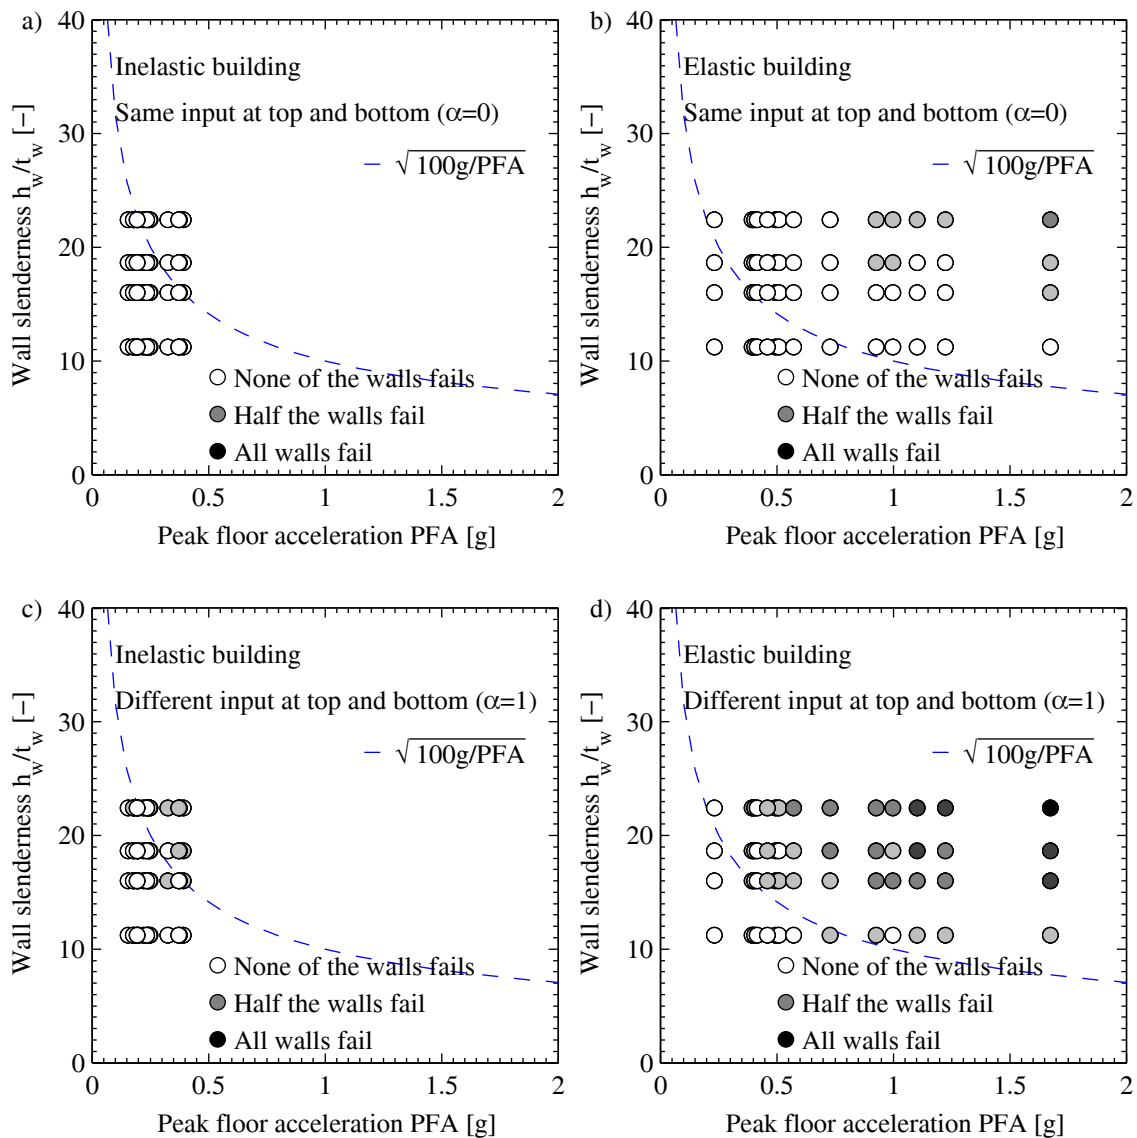 a)
40
30
20
10
0
Wall slenderness h_w/t_w [−]
Inelastic building
Same input at top and bottom (α=0)
√100g/PFA
None of the walls fails
Half the walls fail
All walls fail
0 0.5 1 1.5 2
Peak floor acceleration PFA [g]
b)
40
30
20
10
0
Wall slenderness h_w/t_w [−]
Elastic building
Same input at top and bottom (α=0)
√100g/PFA
None of the walls fails
Half the walls fail
All walls fail
0 0.5 1 1.5 2
Peak floor acceleration PFA [g]
c)
40
30
20
10
0
Wall slenderness h_w/t_w [−]
Inelastic building
Different input at top and bottom (α=1)
√100g/PFA
None of the walls fails
Half the walls fail
All walls fail
0 0.5 1 1.5 2
Peak floor acceleration PFA [g]
d)
40
30
20
10
0
Wall slenderness h_w/t_w [−]
Elastic building
Different input at top and bottom (α=1)
√100g/PFA
None of the walls fails
Half the walls fail
All walls fail
0 0.5 1 1.5 2
Peak floor acceleration PFA [g]